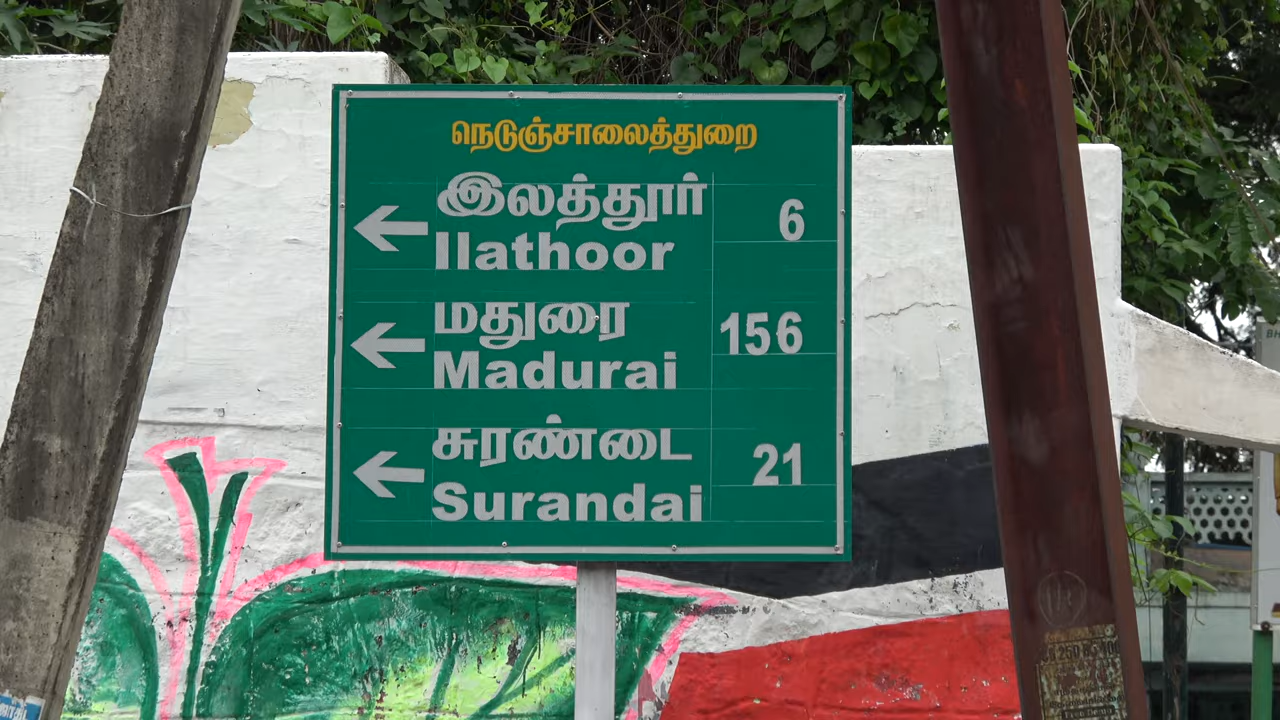 நெடுஞ்சாலைத்துறை
இலத்தூர்
Ilathoor
6
மதுரை
Madurai
156
சுரண்டை
Surandai
21